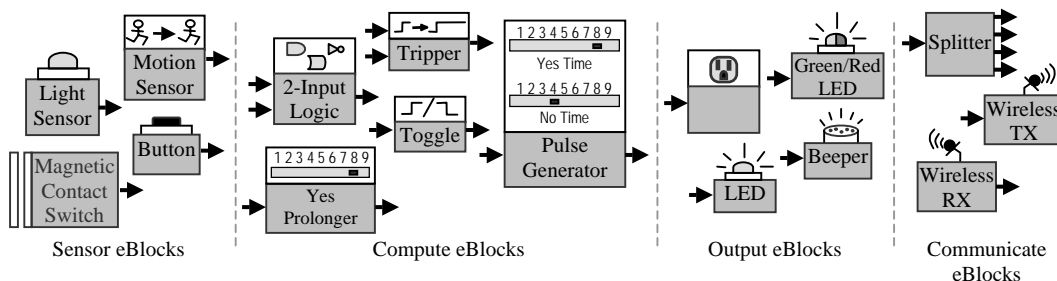 Light
Sensor
Motion
Sensor
Button
Magnetic
Contact
Switch
Sensor eBlocks
2-Input
Logic
Tripper
Toggle
1 2 3 4 5 6 7 8 9
Yes
Prolonger
1 2 3 4 5 6 7 8 9
Yes Time
1 2 3 4 5 6 7 8 9
No Time
Pulse
Generator
Compute eBlocks
Green/Red
LED
Beeper
LED
Output eBlocks
Splitter
Wireless
TX
Wireless
RX
Communicate
eBlocks